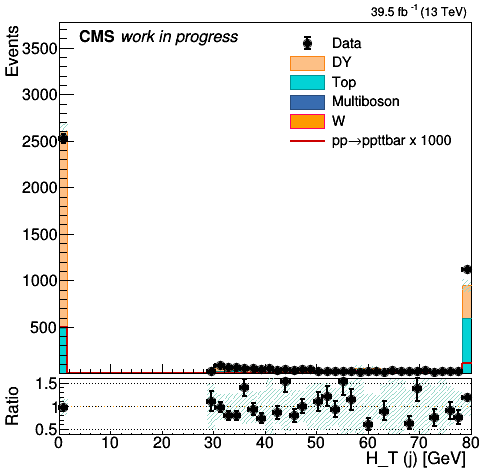 39.5 fb⁻¹ (13 TeV)
Events
CMS work in progress
Data
DY
Top
Multiboson
W
pp→ppttbar x 1000
3500
3000
2500
2000
1500
1000
500
Ratio
1.5
1
0.5
0 10 20 30 40 50 60 70 80
H_T (j) [GeV]